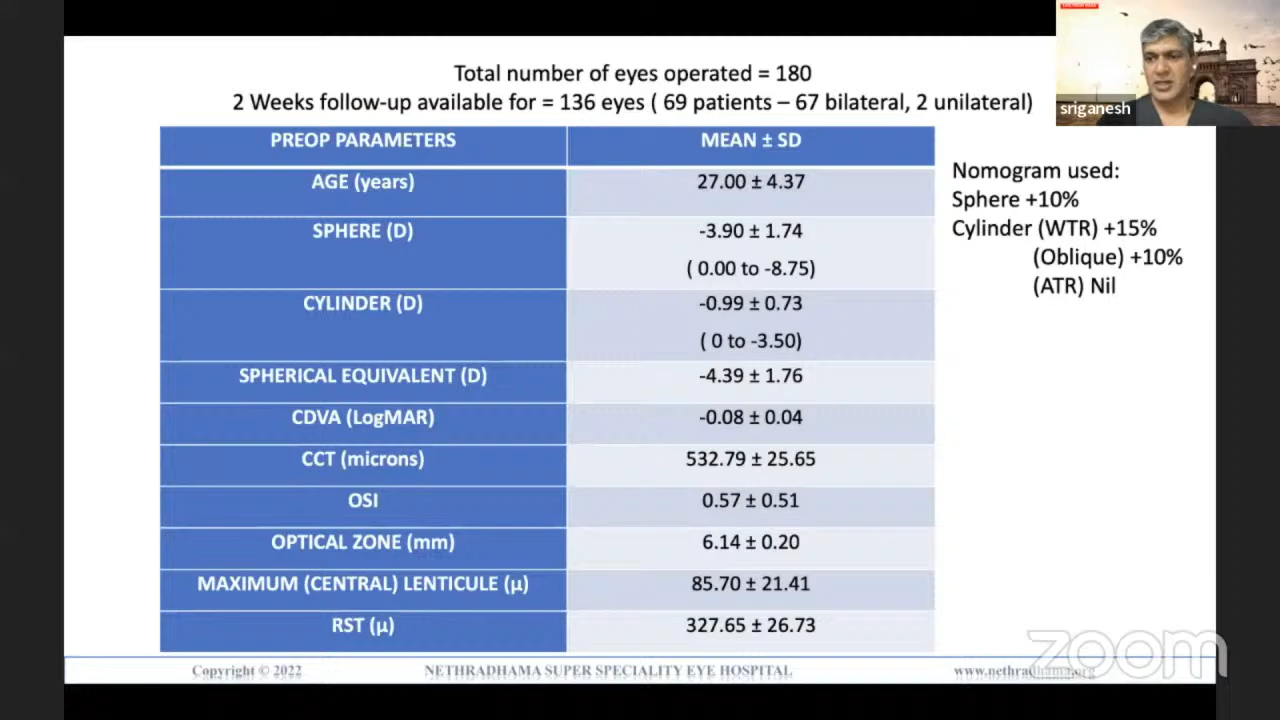 Total number of eyes operated = 180
2 Weeks follow-up available for = 136 eyes ( 69 patients – 67 bilateral, 2 unilateral)
sriganesh
PREOP PARAMETERS MEAN ± SD
AGE (years) 27.00 ± 4.37
SPHERE (D) -3.90 ± 1.74
( 0.00 to -8.75)
CYLINDER (D) -0.99 ± 0.73
( 0 to -3.50)
SPHERICAL EQUIVALENT (D) -4.39 ± 1.76
CDVA (LogMAR) -0.08 ± 0.04
CCT (microns) 532.79 ± 25.65
OSI 0.57 ± 0.51
OPTICAL ZONE (mm) 6.14 ± 0.20
MAXIMUM (CENTRAL) LENTICULE (µ) 85.70 ± 21.41
RST (µ) 327.65 ± 26.73
Nomogram used:
Sphere +10%
Cylinder (WTR) +15%
(Oblique) +10%
(ATR) Nil
Copyright © 2022 NETHRADHAMA SUPER SPECIALITY EYE HOSPITAL www.nethradhama.org
zoom